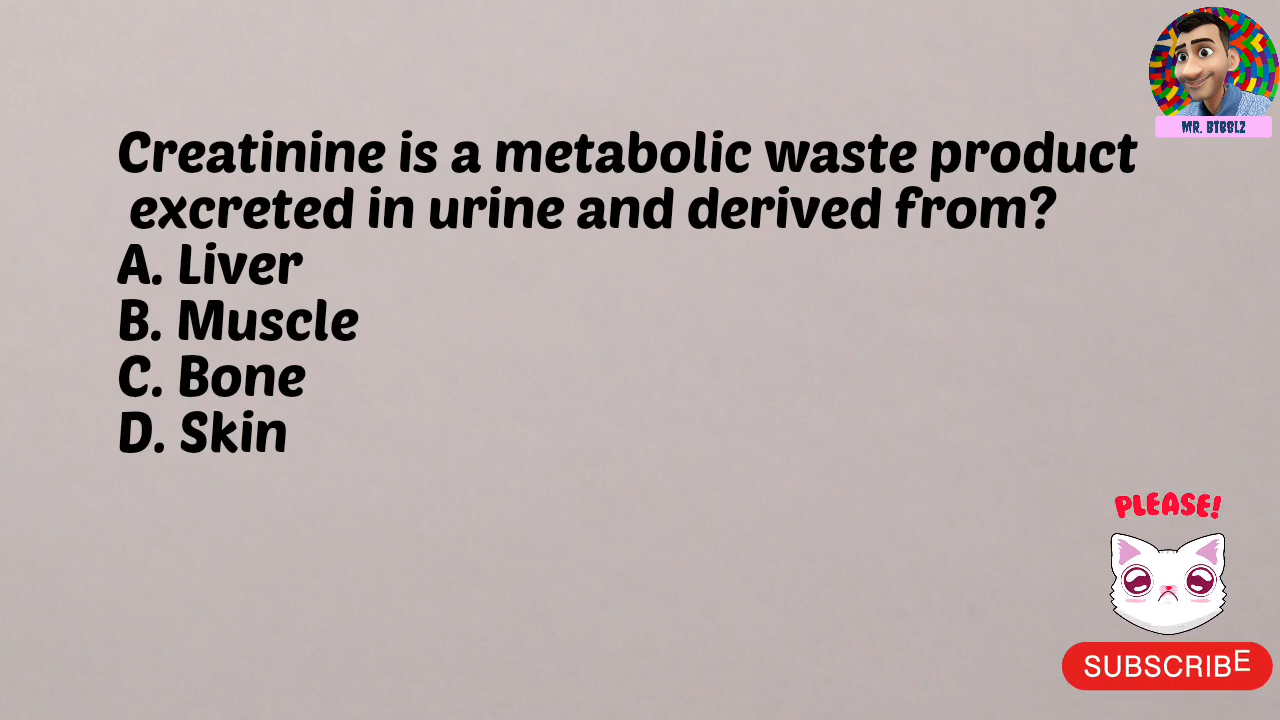 MR. BIBBLZ
Creatinine is a metabolic waste product
excreted in urine and derived from?
A. Liver
B. Muscle
C. Bone
D. Skin
PLEASE!
SUBSCRIBE